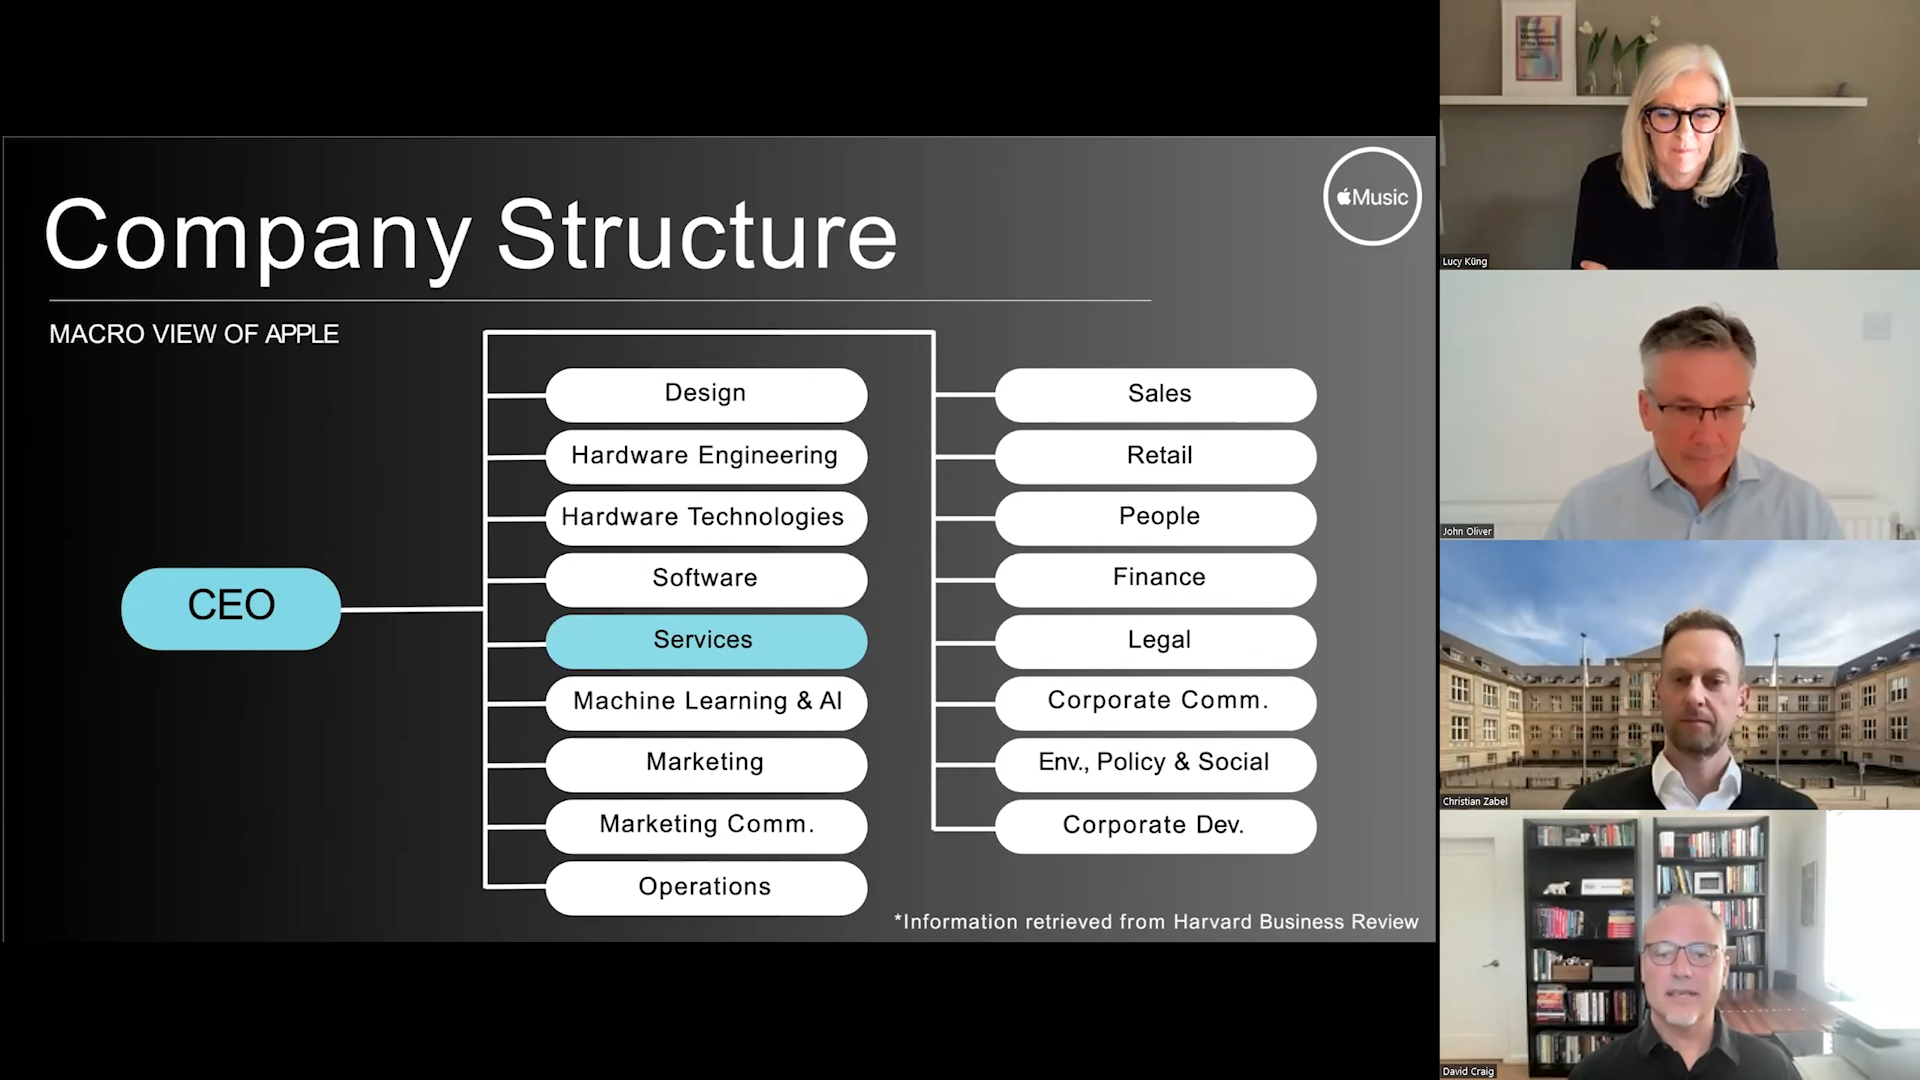 Company Structure
Music
MACRO VIEW OF APPLE
CEO
Design
Hardware Engineering
Hardware Technologies
Software
Services
Machine Learning & AI
Marketing
Marketing Comm.
Operations
Sales
Retail
People
Finance
Legal
Corporate Comm.
Env., Policy & Social
Corporate Dev.
*Information retrieved from Harvard Business Review
Lucy Küng
John Oliver
Christian Zabel
David Craig